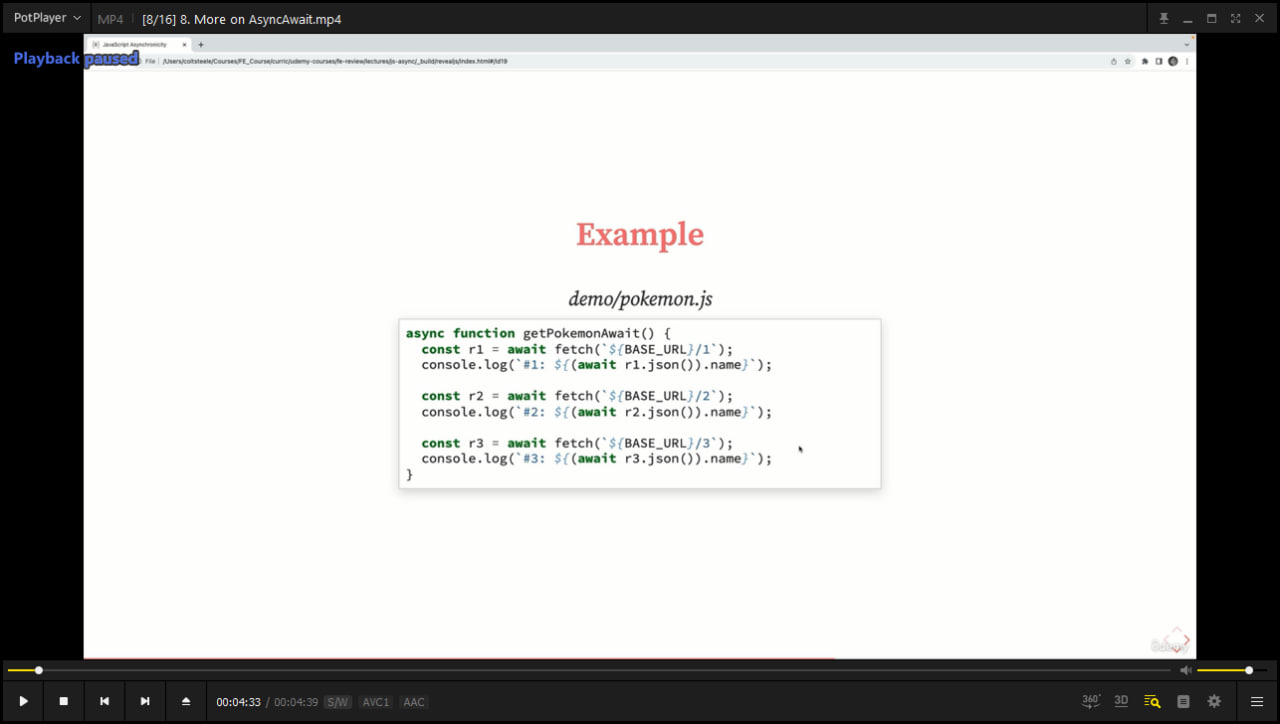 PotPlayer
MP4
[8/16] 8. More on AsyncAwait.mp4
JavaScript Asynchronicity
Playback paused
File
/Users/coltsteele/Courses/FE_Course/curric/udemy-courses/fe-review/lectures/js-async/_build/revealjs/index.html#/id19
Example
demo/pokemon.js
async function getPokemonAwait() {
const r1 = await fetch(`${BASE_URL}/1`);
console.log(`#1: ${(await r1.json()).name}`);
const r2 = await fetch(`${BASE_URL}/2`);
console.log(`#2: ${(await r2.json()).name}`);
const r3 = await fetch(`${BASE_URL}/3`);
console.log(`#3: ${(await r3.json()).name}`);
}
Udemy
00:04:33 / 00:04:39 S/W AVC1 AAC
360° 3D